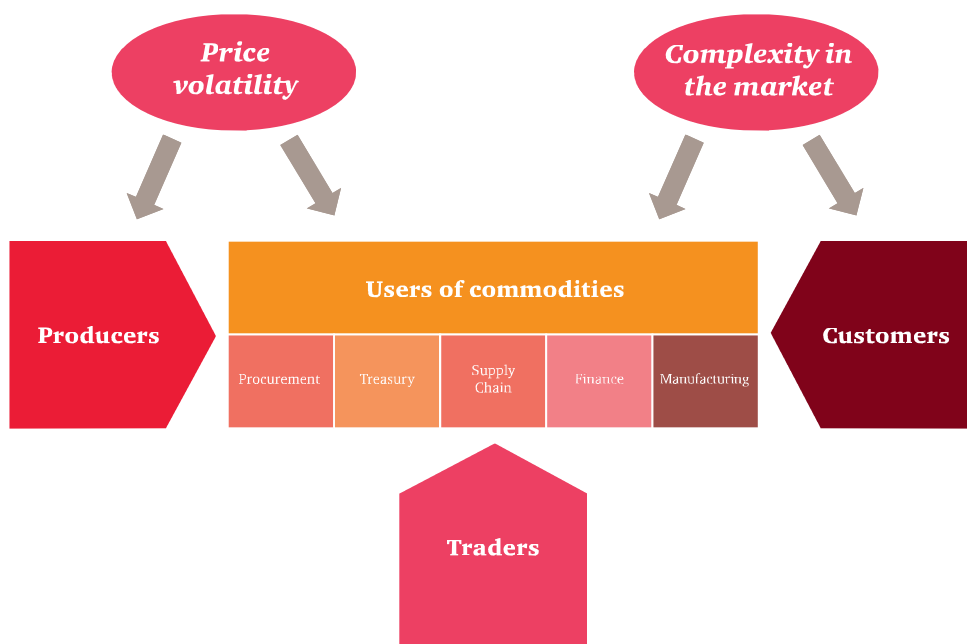 Price
volatility
Complexity in
the market
Producers
Users of commodities
Customers
Procurement
Treasury
Supply
Chain
Finance
Manufacturing
Traders